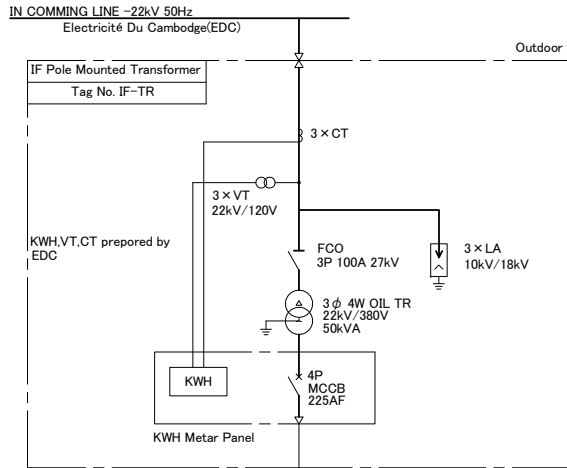 IN COMMING LINE -22kV 50Hz
Electricité Du Cambodge(EDC)
Outdoor
IF Pole Mounted Transformer
Tag No. IF-TR
3×CT
3×VT
22kV/120V
KWH,VT,CT prepored by
EDC
FCO
3P 100A 27kV
3×LA
10kV/18kV
3φ 4W OIL TR
22kV/380V
50kVA
KWH
4P
MCCB
225AF
KWH Metar Panel